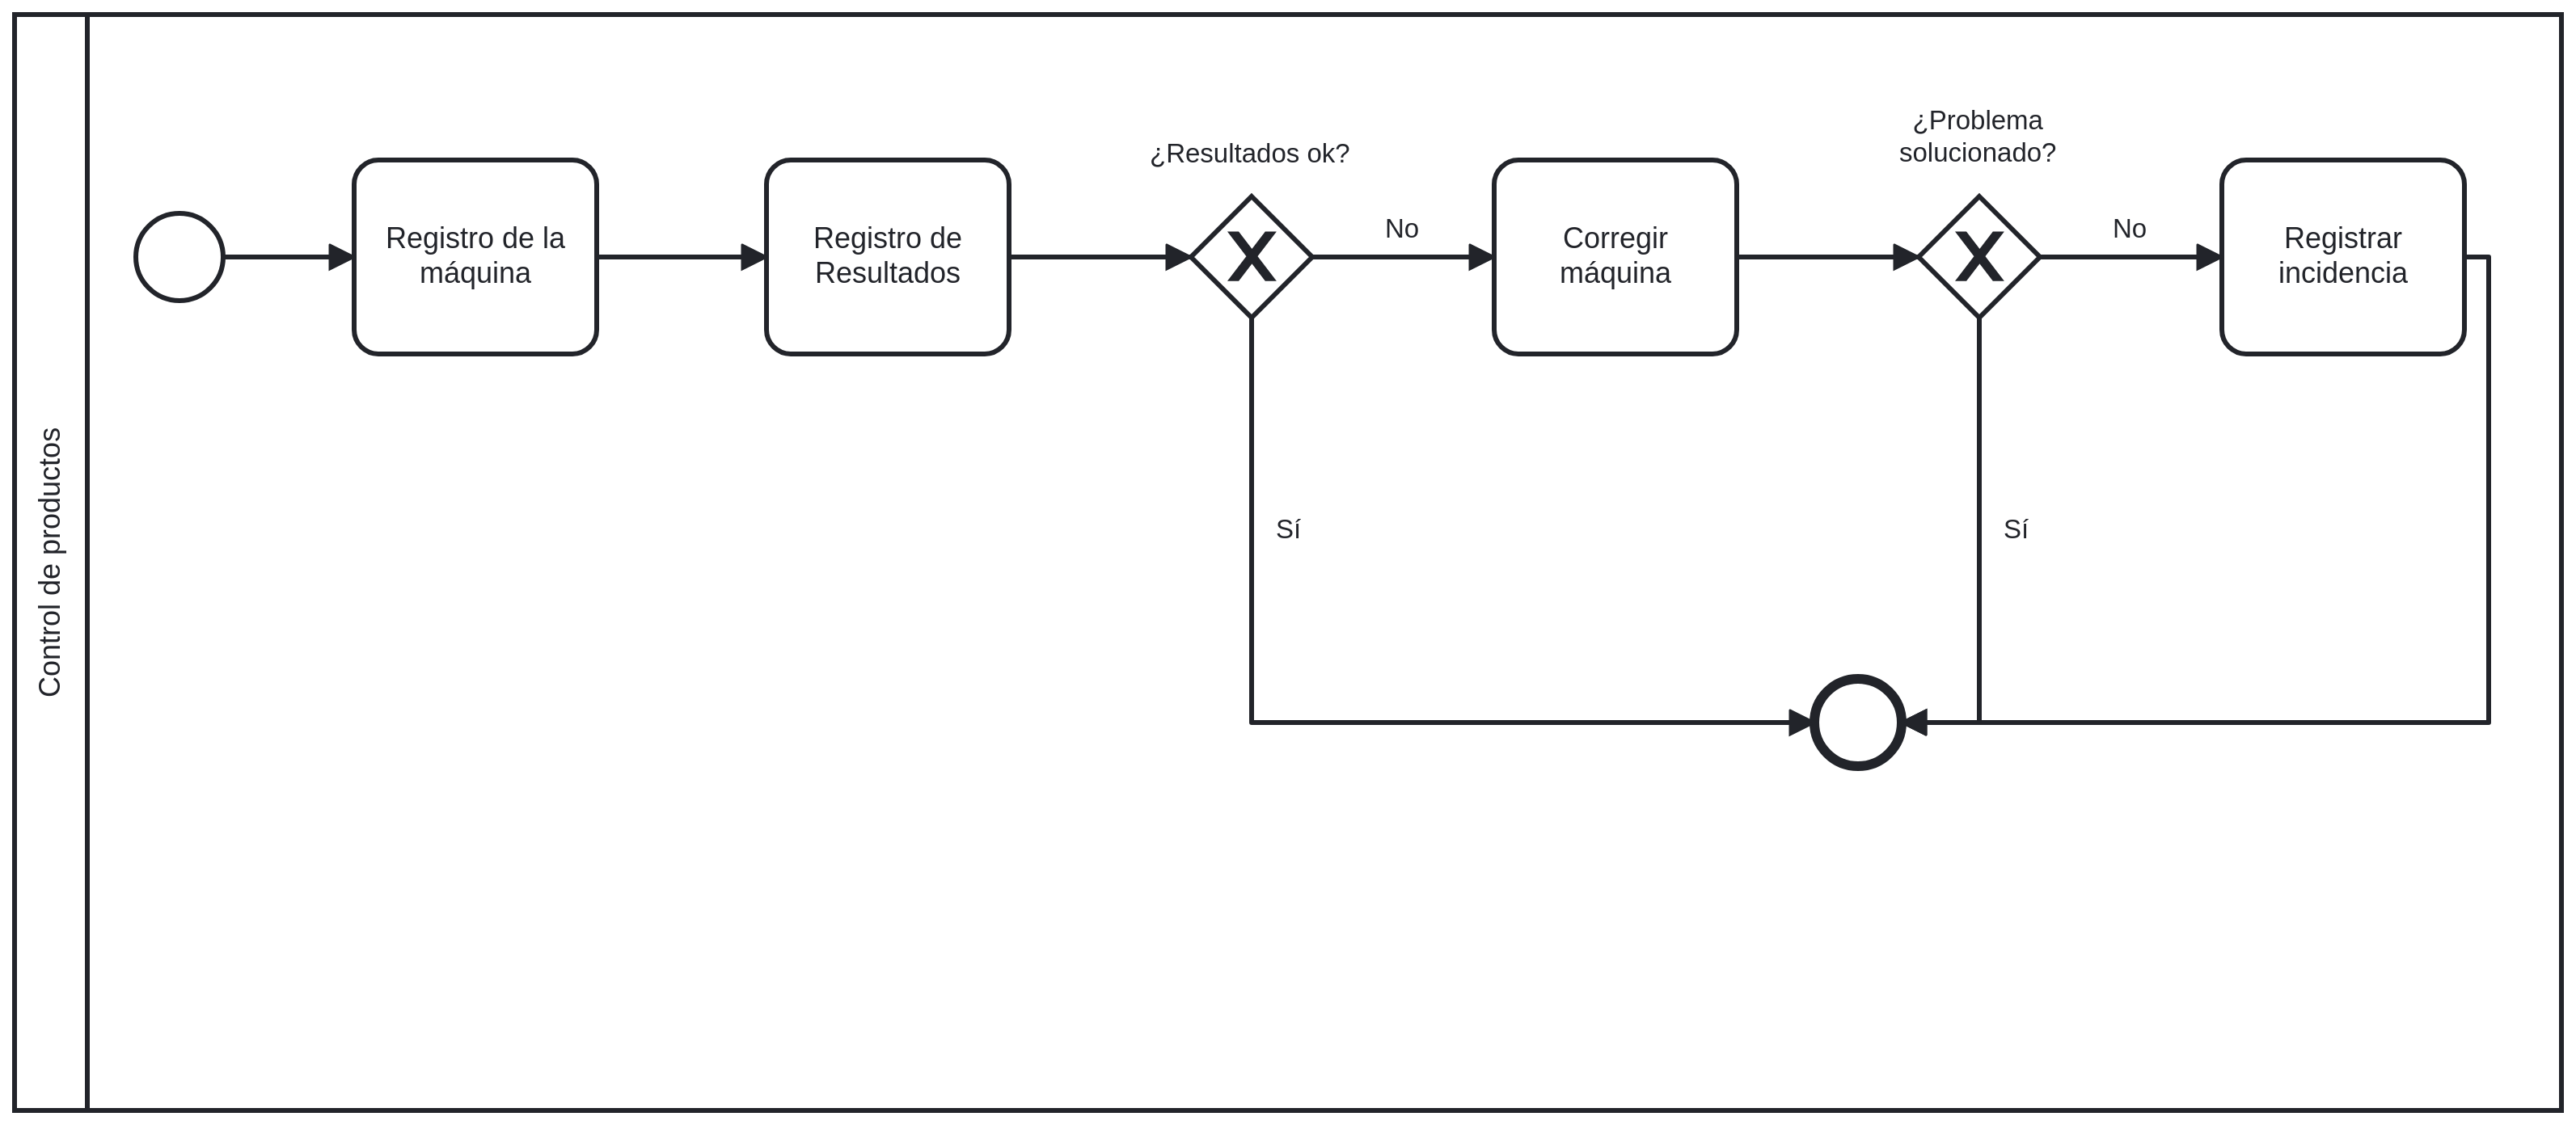 Control de productos
Registro de la
máquina
Registro de
Resultados
¿Resultados ok?
No
Sí
Corregir
máquina
¿Problema
solucionado?
No
Sí
Registrar
incidencia